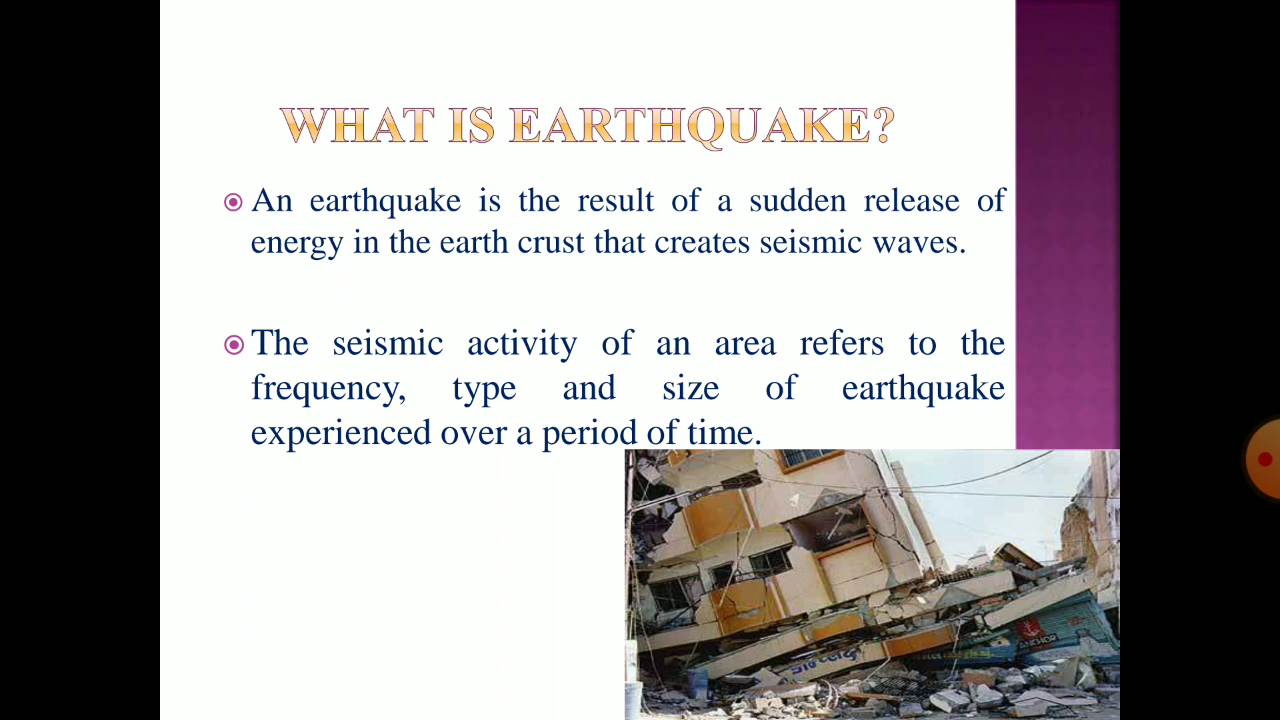 WHAT IS EARTHQUAKE?
An earthquake is the result of a sudden release of
energy in the earth crust that creates seismic waves.
The seismic activity of an area refers to the
frequency, type and size of earthquake
experienced over a period of time.
ANCHOR